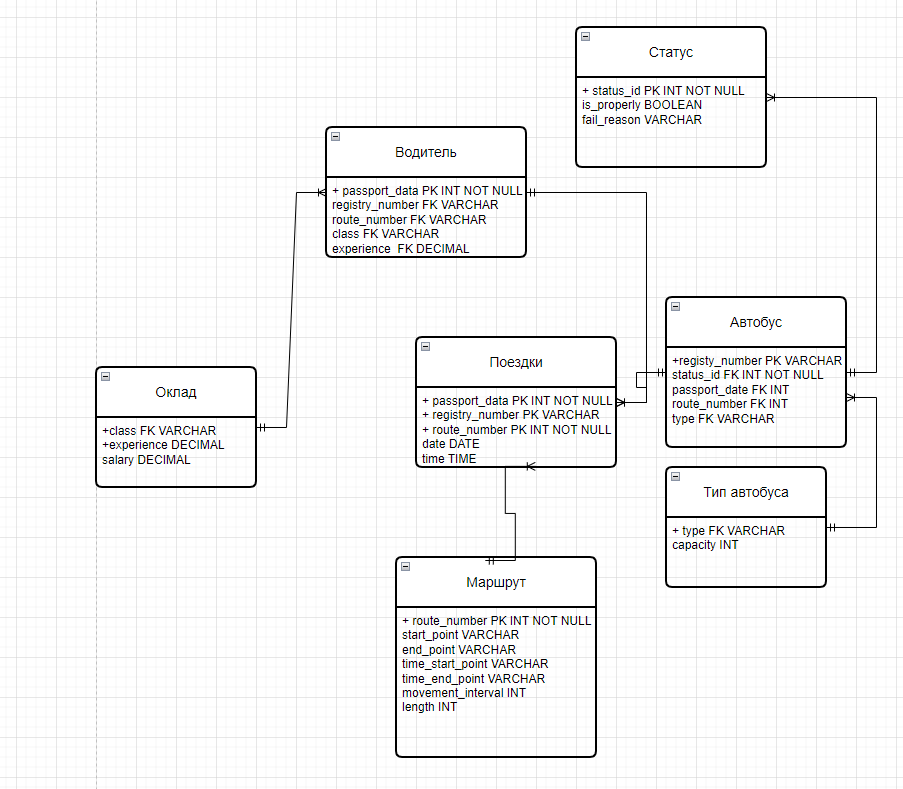 Статус
+ status_id PK INT NOT NULL
is_properly BOOLEAN
fail_reason VARCHAR
Водитель
+ passport_data PK INT NOT NULL
registry_number FK VARCHAR
route_number FK VARCHAR
class FK VARCHAR
experience  FK DECIMAL
Автобус
+registy_number PK VARCHAR
status_id FK INT NOT NULL
passport_date FK INT
route_number FK INT
type FK VARCHAR
Поездки
+ passport_data PK INT NOT NULL
+ registry_number PK VARCHAR
+ route_number PK INT NOT NULL
date DATE
time TIME
Оклад
+class FK VARCHAR
+experience DECIMAL
salary DECIMAL
Тип автобуса
+ type FK VARCHAR
capacity INT
Маршрут
+ route_number PK INT NOT NULL
start_point VARCHAR
end_point VARCHAR
time_start_point VARCHAR
time_end_point VARCHAR
movement_interval INT
length INT